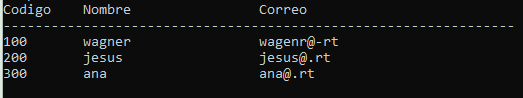 Codigo Nombre Correo
----------------------------------------------------------------
100 wagner wagenr@-rt
200 jesus jesus@.rt
300 ana ana@.rt